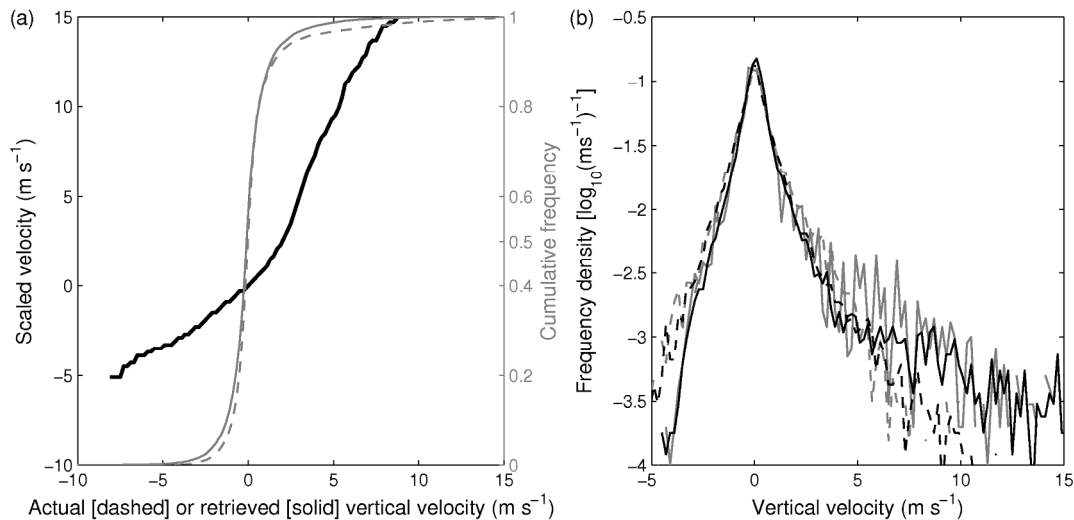 (a)
15
10
5
0
−5
−10
Scaled velocity (m s−1)
1
0.8
0.6
0.5
0.4
0.2
0
Cumulative frequency
−10 −5 0 5 10 15
Actual [dashed] or retrieved [solid] vertical velocity (m s−1)
(b)
−0.5
−1
−1.5
−2
−2.5
−3
−3.5
−4
Frequency density [log10(ms−1)−1]
−5 0 5 10 15
Vertical velocity (m s−1)